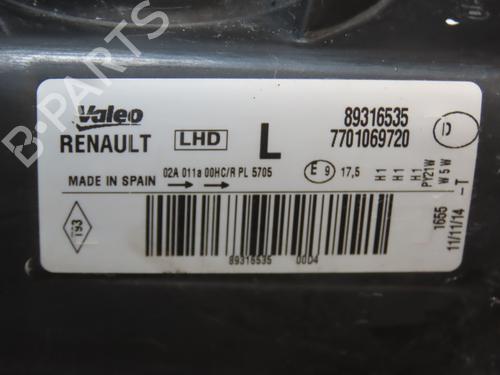 B-PARTS
Valeo
RENAULT
LHD
L
89316535
7701069720
D
MADE IN SPAIN
02A 011a 00HC/R PL 5705
E 9
17,5
H1
H1
H1
PY21W
W5W
193
89316535
00D4
1655
11/11/14
-T